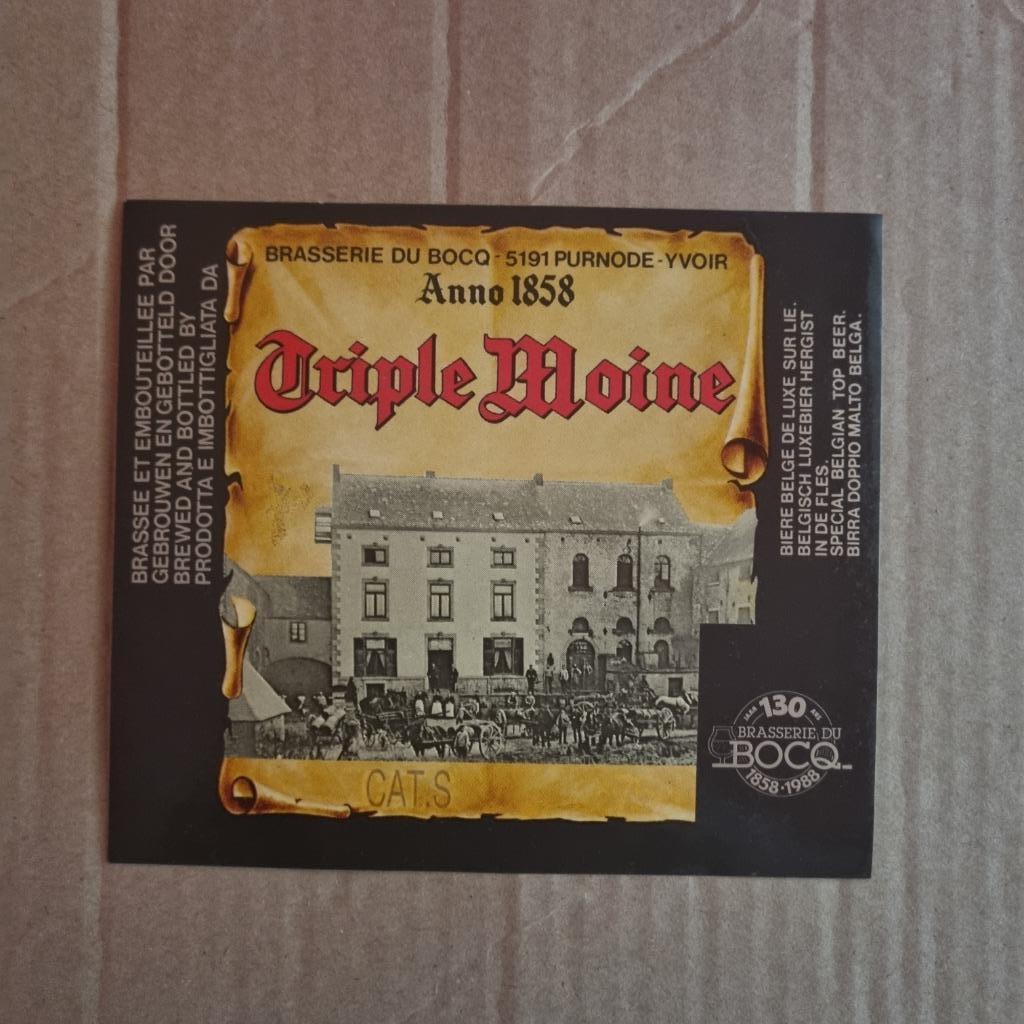 BRASSERIE DU BOCQ - 5191 PURNODE - YVOIR
Anno 1858
Triple Moine
CAT.S
BRASSEE ET EMBOUTEILLEE PAR
GEBROUWEN EN GEBOTTELD DOOR
BREWED AND BOTTLED BY
PRODOTTA E IMBOTTIGLIATA DA
BIERE BELGE DE LUXE SUR LIE.
BELGISCH LUXEBIER HERGIST
IN DE FLES.
SPECIAL BELGIAN TOP BEER.
BIRRA DOPPIO MALTO BELGA.
JAAR 130 ANS
BRASSERIE DU
BOCQ
1858·1988